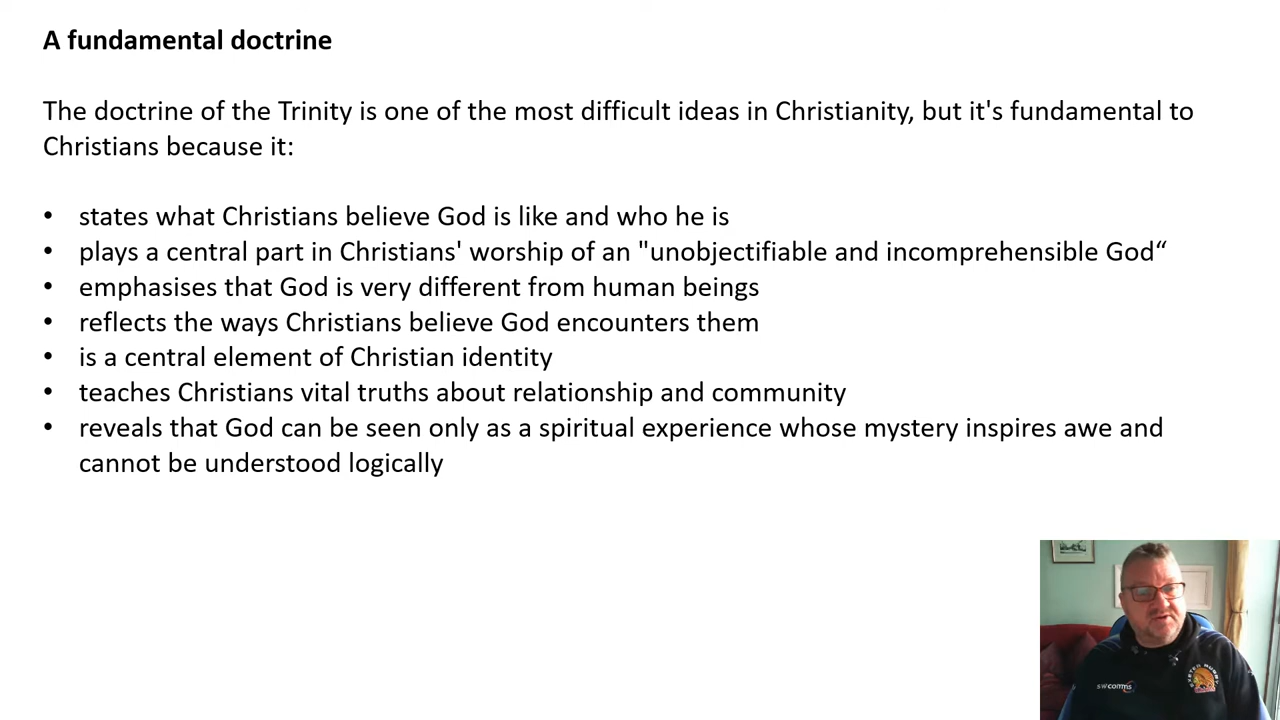 A fundamental doctrine
The doctrine of the Trinity is one of the most difficult ideas in Christianity, but it's fundamental to
Christians because it:
• states what Christians believe God is like and who he is
• plays a central part in Christians' worship of an "unobjectifiable and incomprehensible God“
• emphasises that God is very different from human beings
• reflects the ways Christians believe God encounters them
• is a central element of Christian identity
• teaches Christians vital truths about relationship and community
• reveals that God can be seen only as a spiritual experience whose mystery inspires awe and
cannot be understood logically
swcomms
EXETER RUGBY